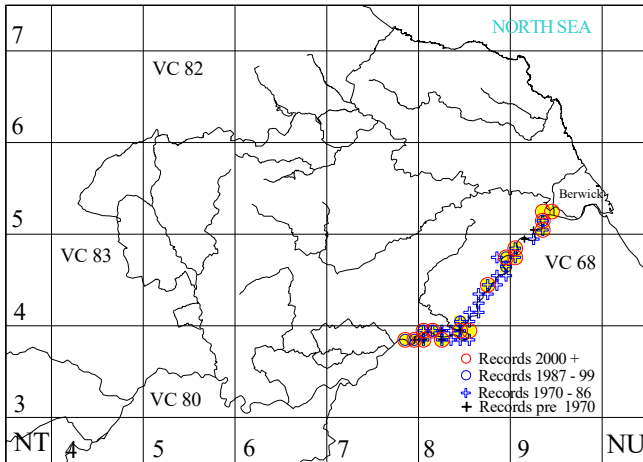 NORTH SEA
7
VC 82
6
Berwick
5
VC 83
VC 68
4
Records 2000 +
Records 1987 - 99
Records 1970 - 86
Records pre 1970
VC 80
3
NT 4 5 6 7 8 9 NU